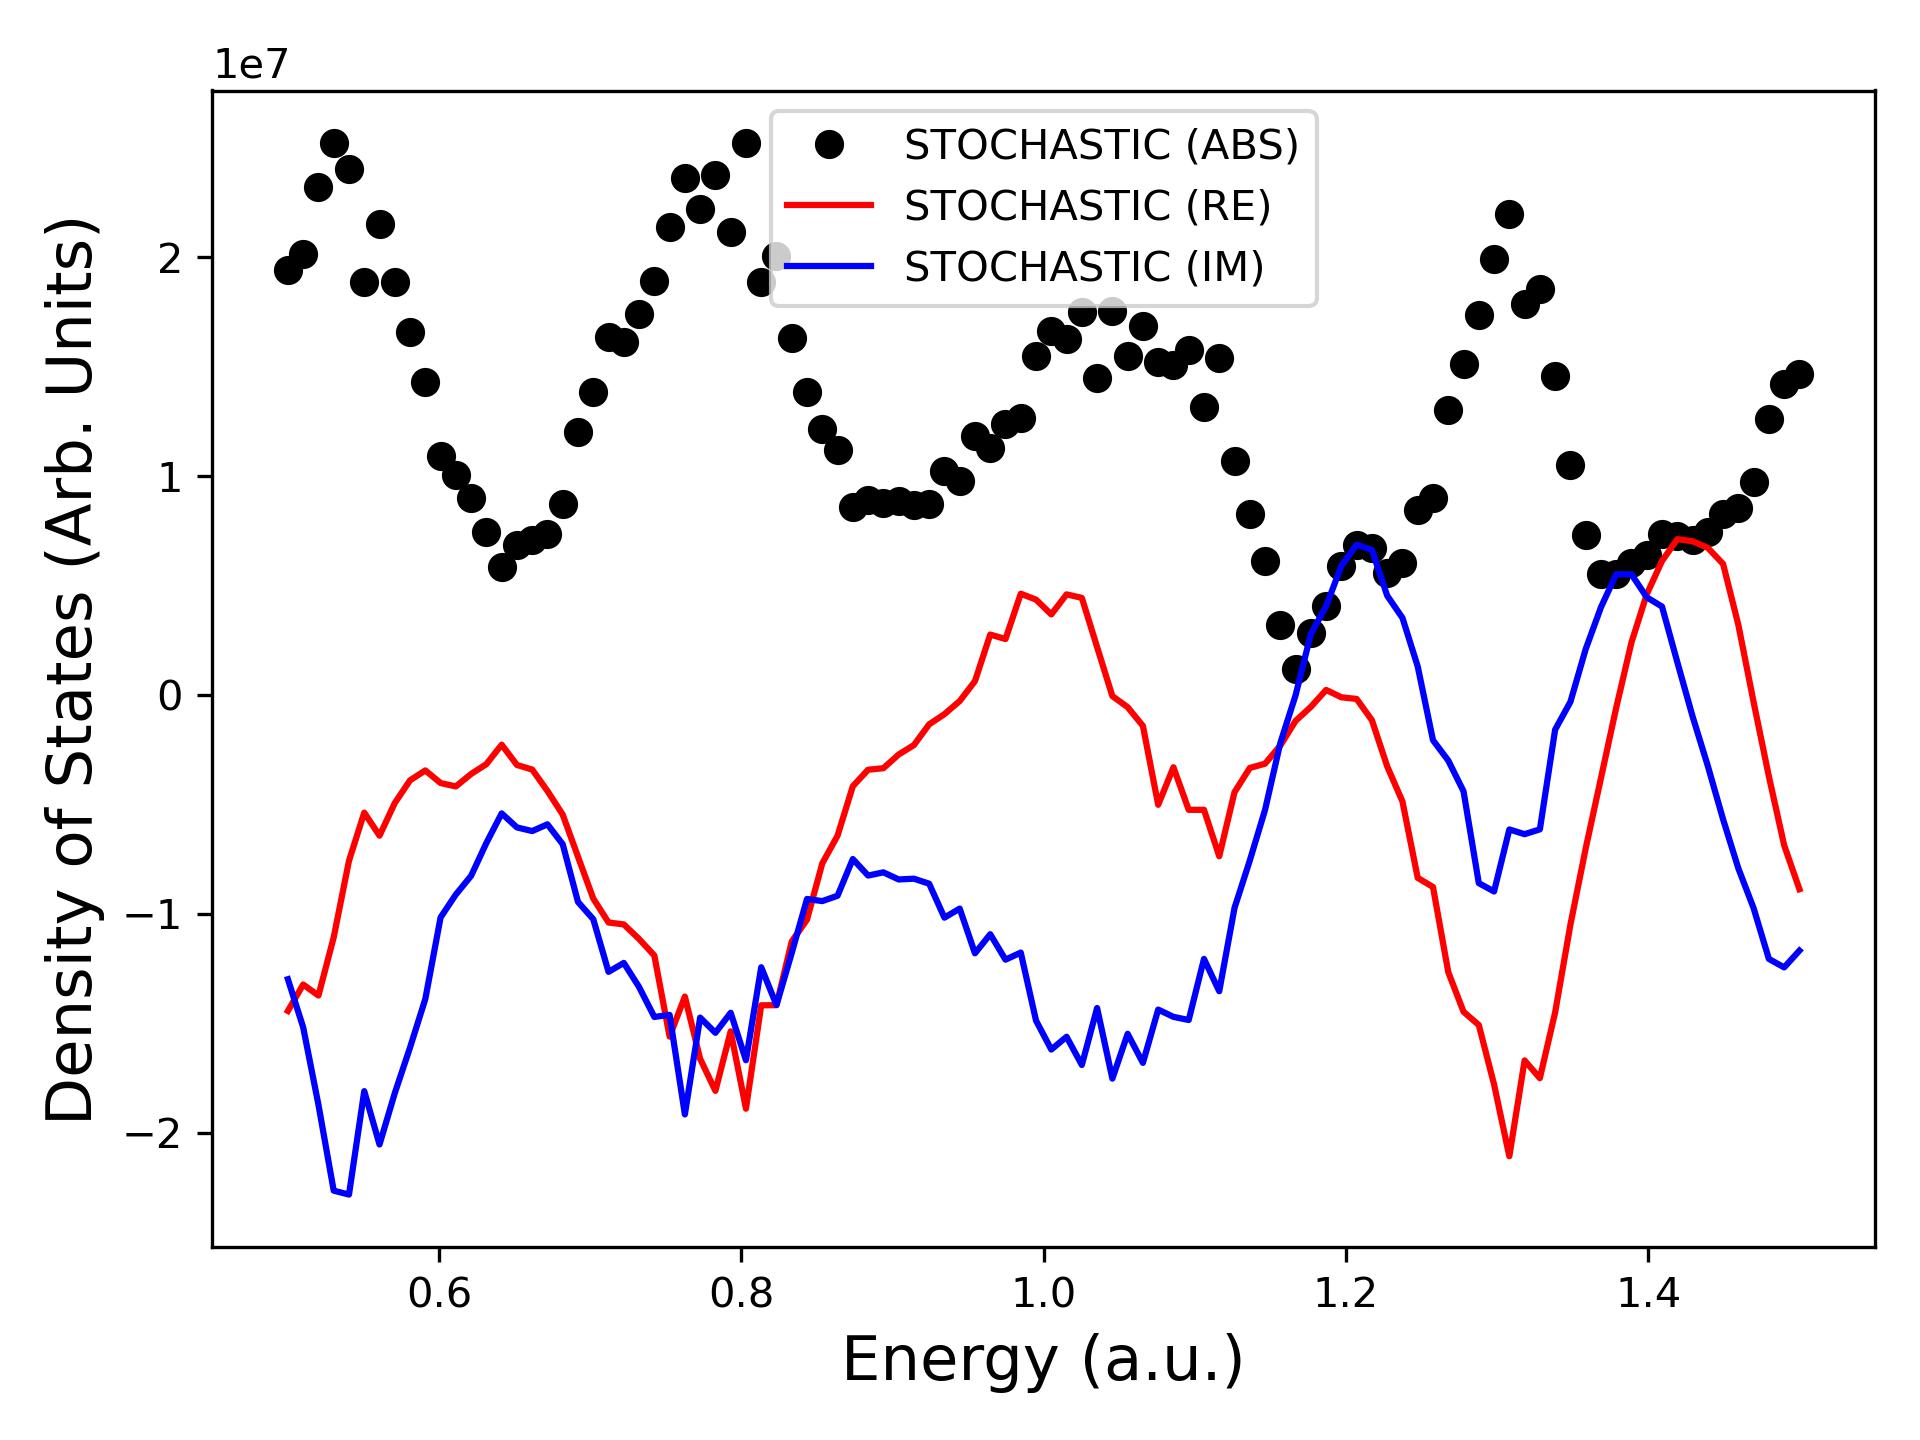 1e7
STOCHASTIC (ABS)
STOCHASTIC (RE)
STOCHASTIC (IM)
2
1
0
−1
−2
Density of States (Arb. Units)
0.6 0.8 1.0 1.2 1.4
Energy (a.u.)